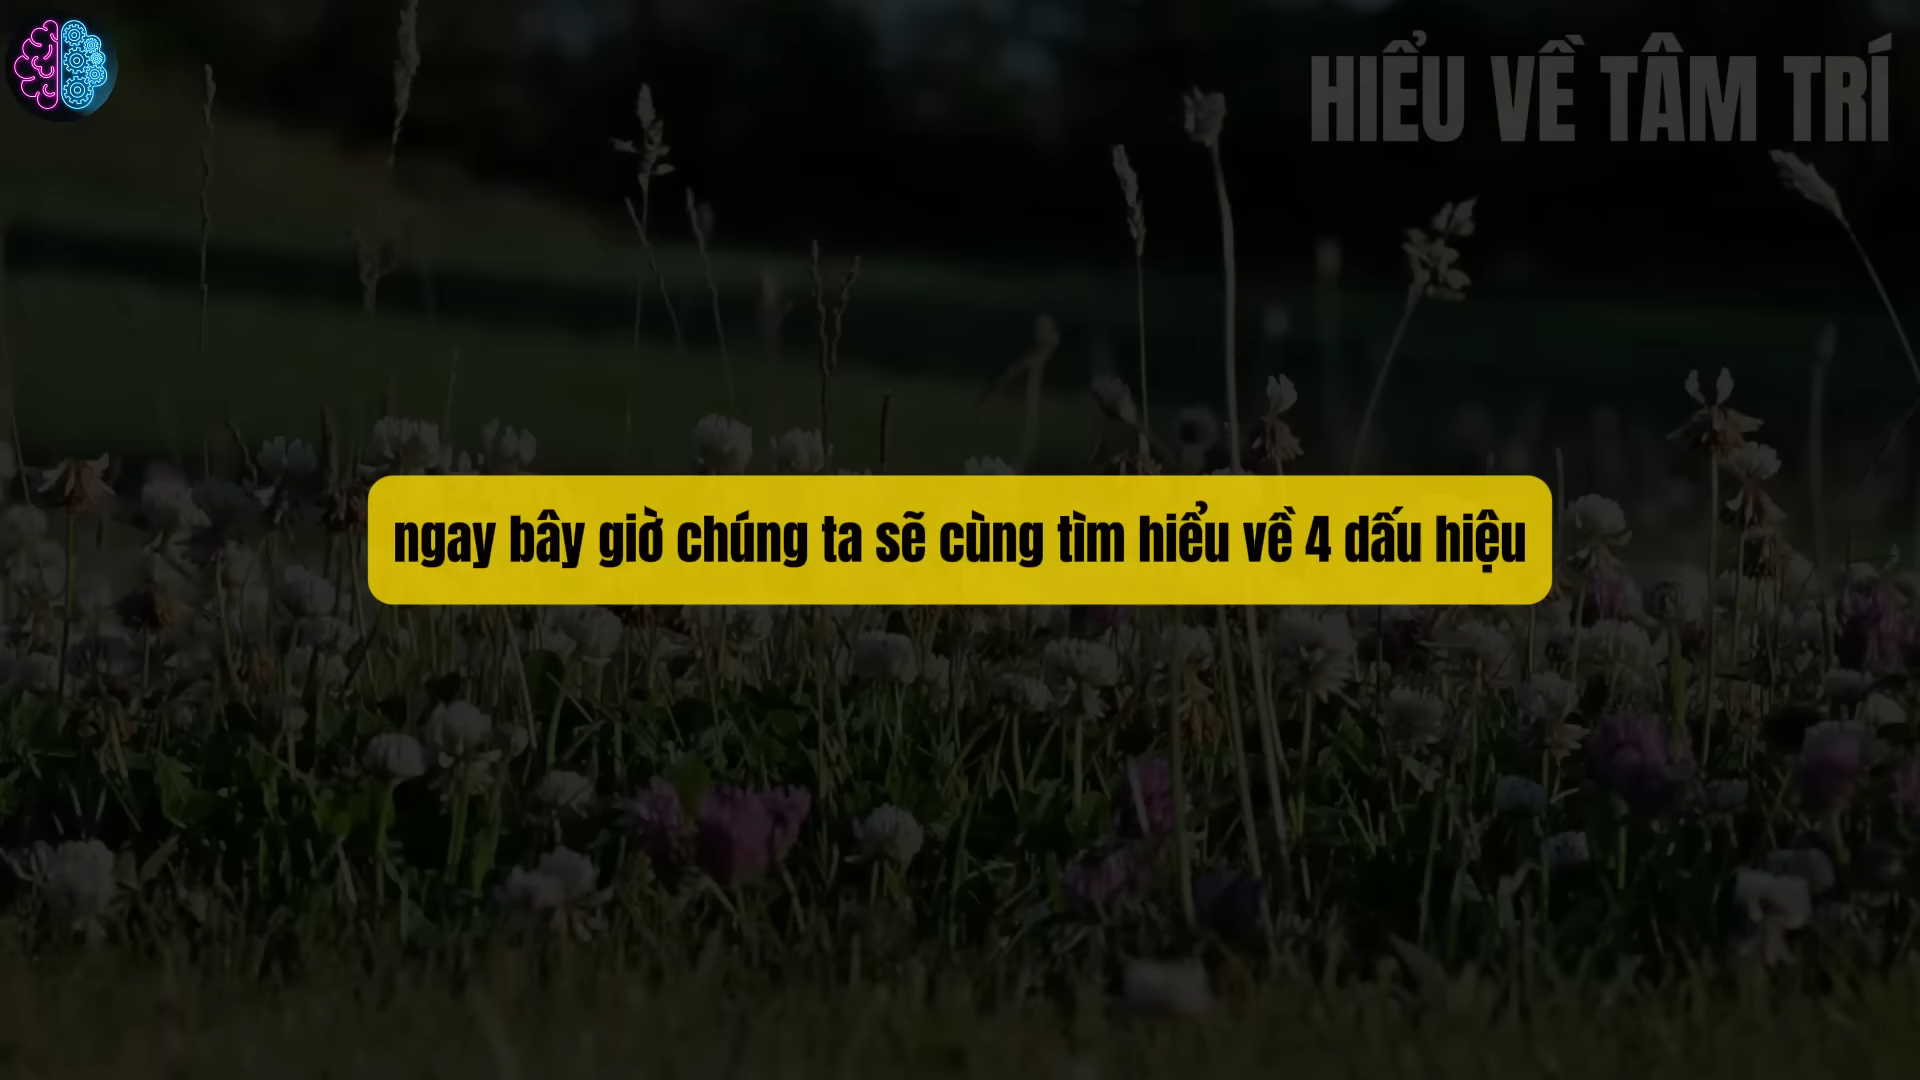 HIỂU VỀ TÂM TRÍ
ngay bây giờ chúng ta sẽ cùng tìm hiểu về 4 dấu hiệu